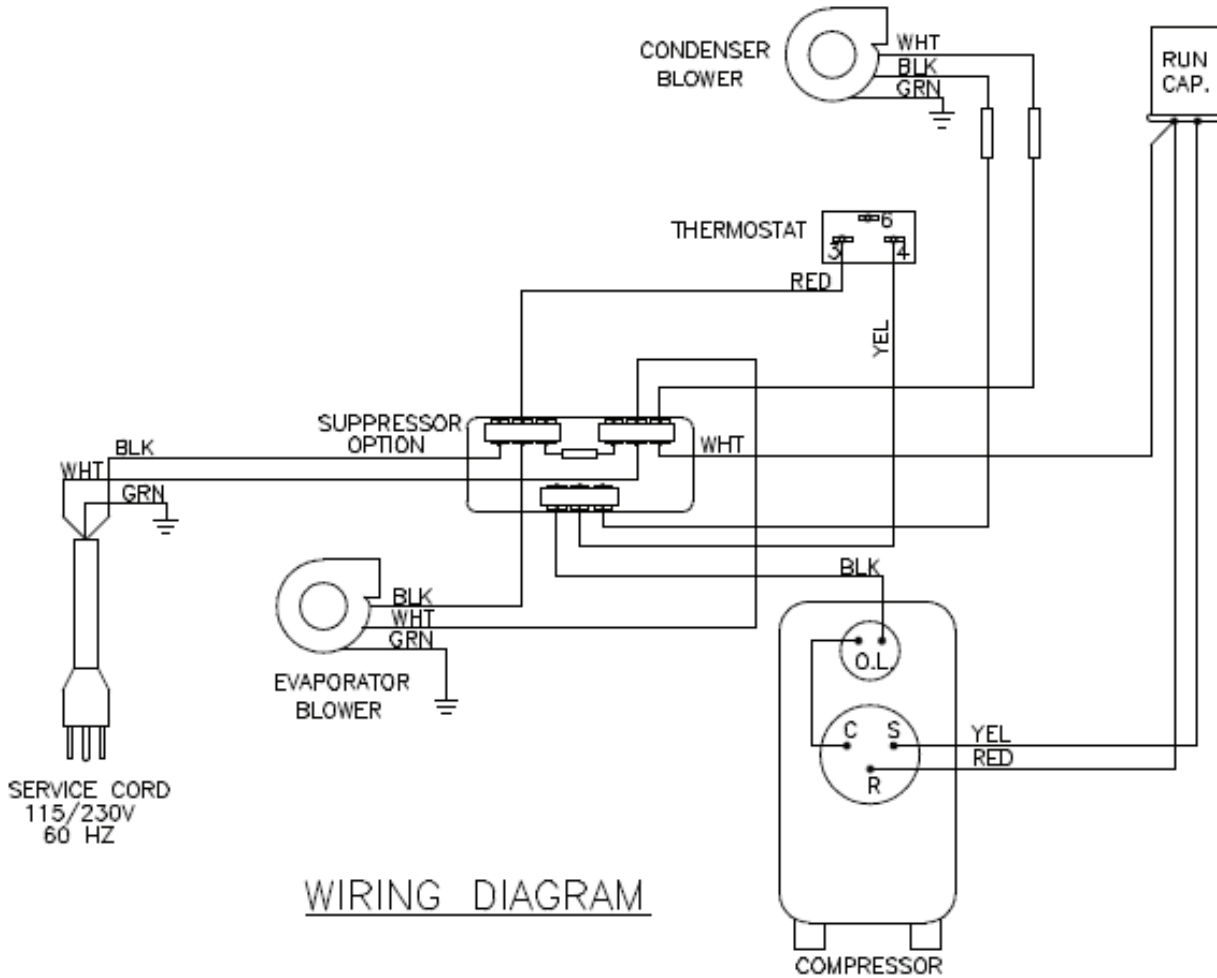 CONDENSER
BLOWER
WHT
BLK
GRN
RUN
CAP.
THERMOSTAT
6
3
4
RED
YEL
SUPPRESSOR
OPTION
WHT
BLK
WHT
GRN
BLK
BLK
WHT
GRN
EVAPORATOR
BLOWER
O.L.
C
S
R
YEL
RED
SERVICE CORD
115/230V
60 HZ
WIRING DIAGRAM
COMPRESSOR